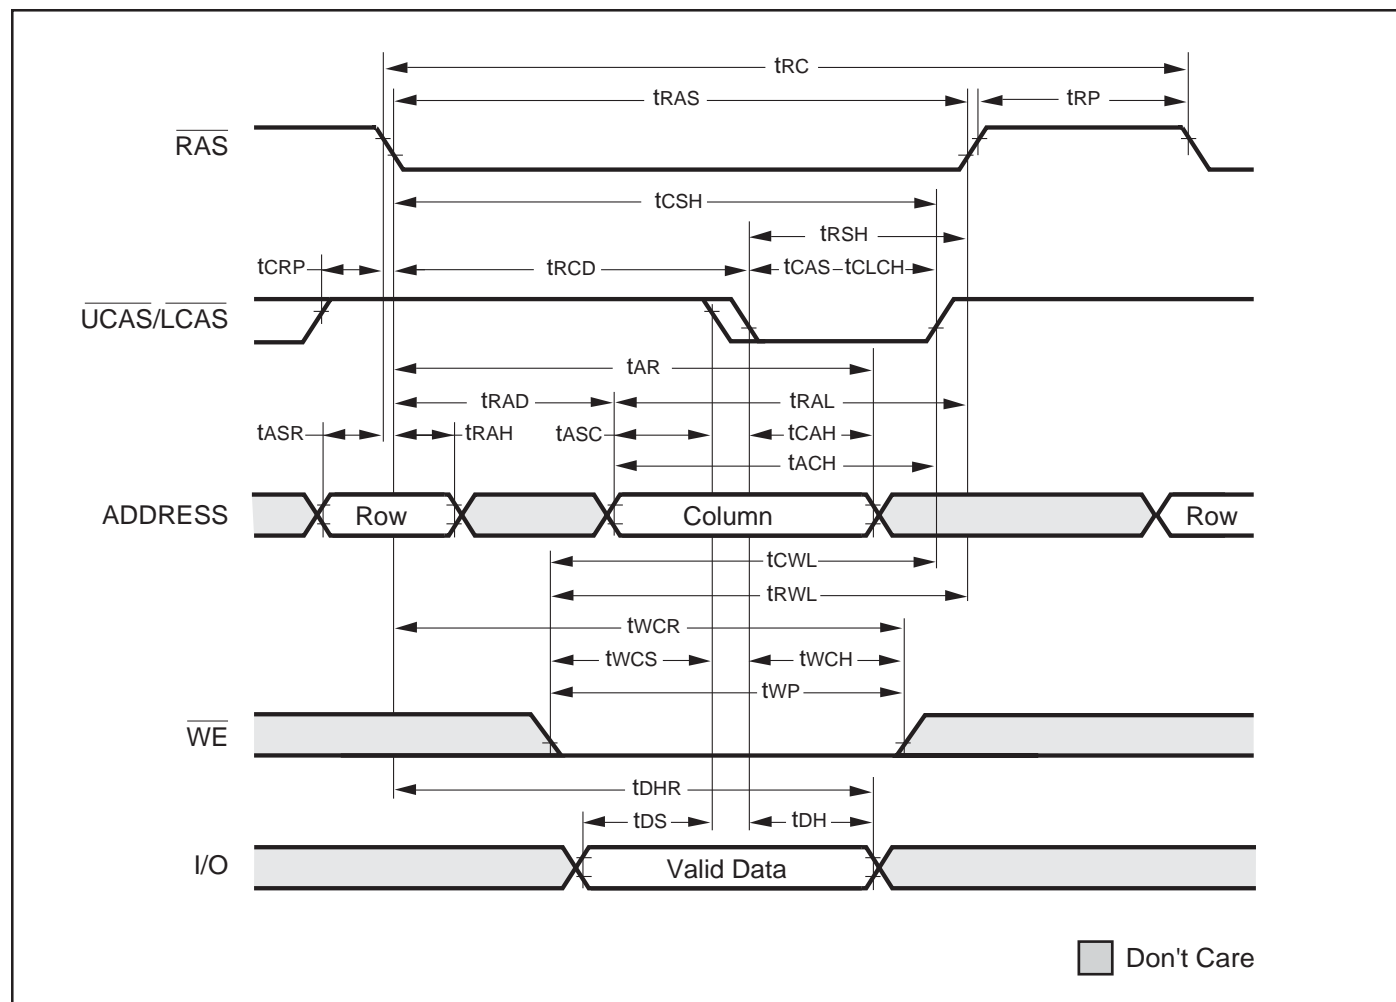 tRC
tRAS
tRP
RAS
tCSH
tRSH
tCRP
tRCD
tCAS – tCLCH
UCAS/LCAS
tAR
tRAD
tRAL
tASR
tRAH
tASC
tCAH
tACH
ADDRESS
Row
Column
Row
tCWL
tRWL
tWCR
tWCS
tWCH
tWP
WE
tDHR
tDS
tDH
I/O
Valid Data
Don't Care